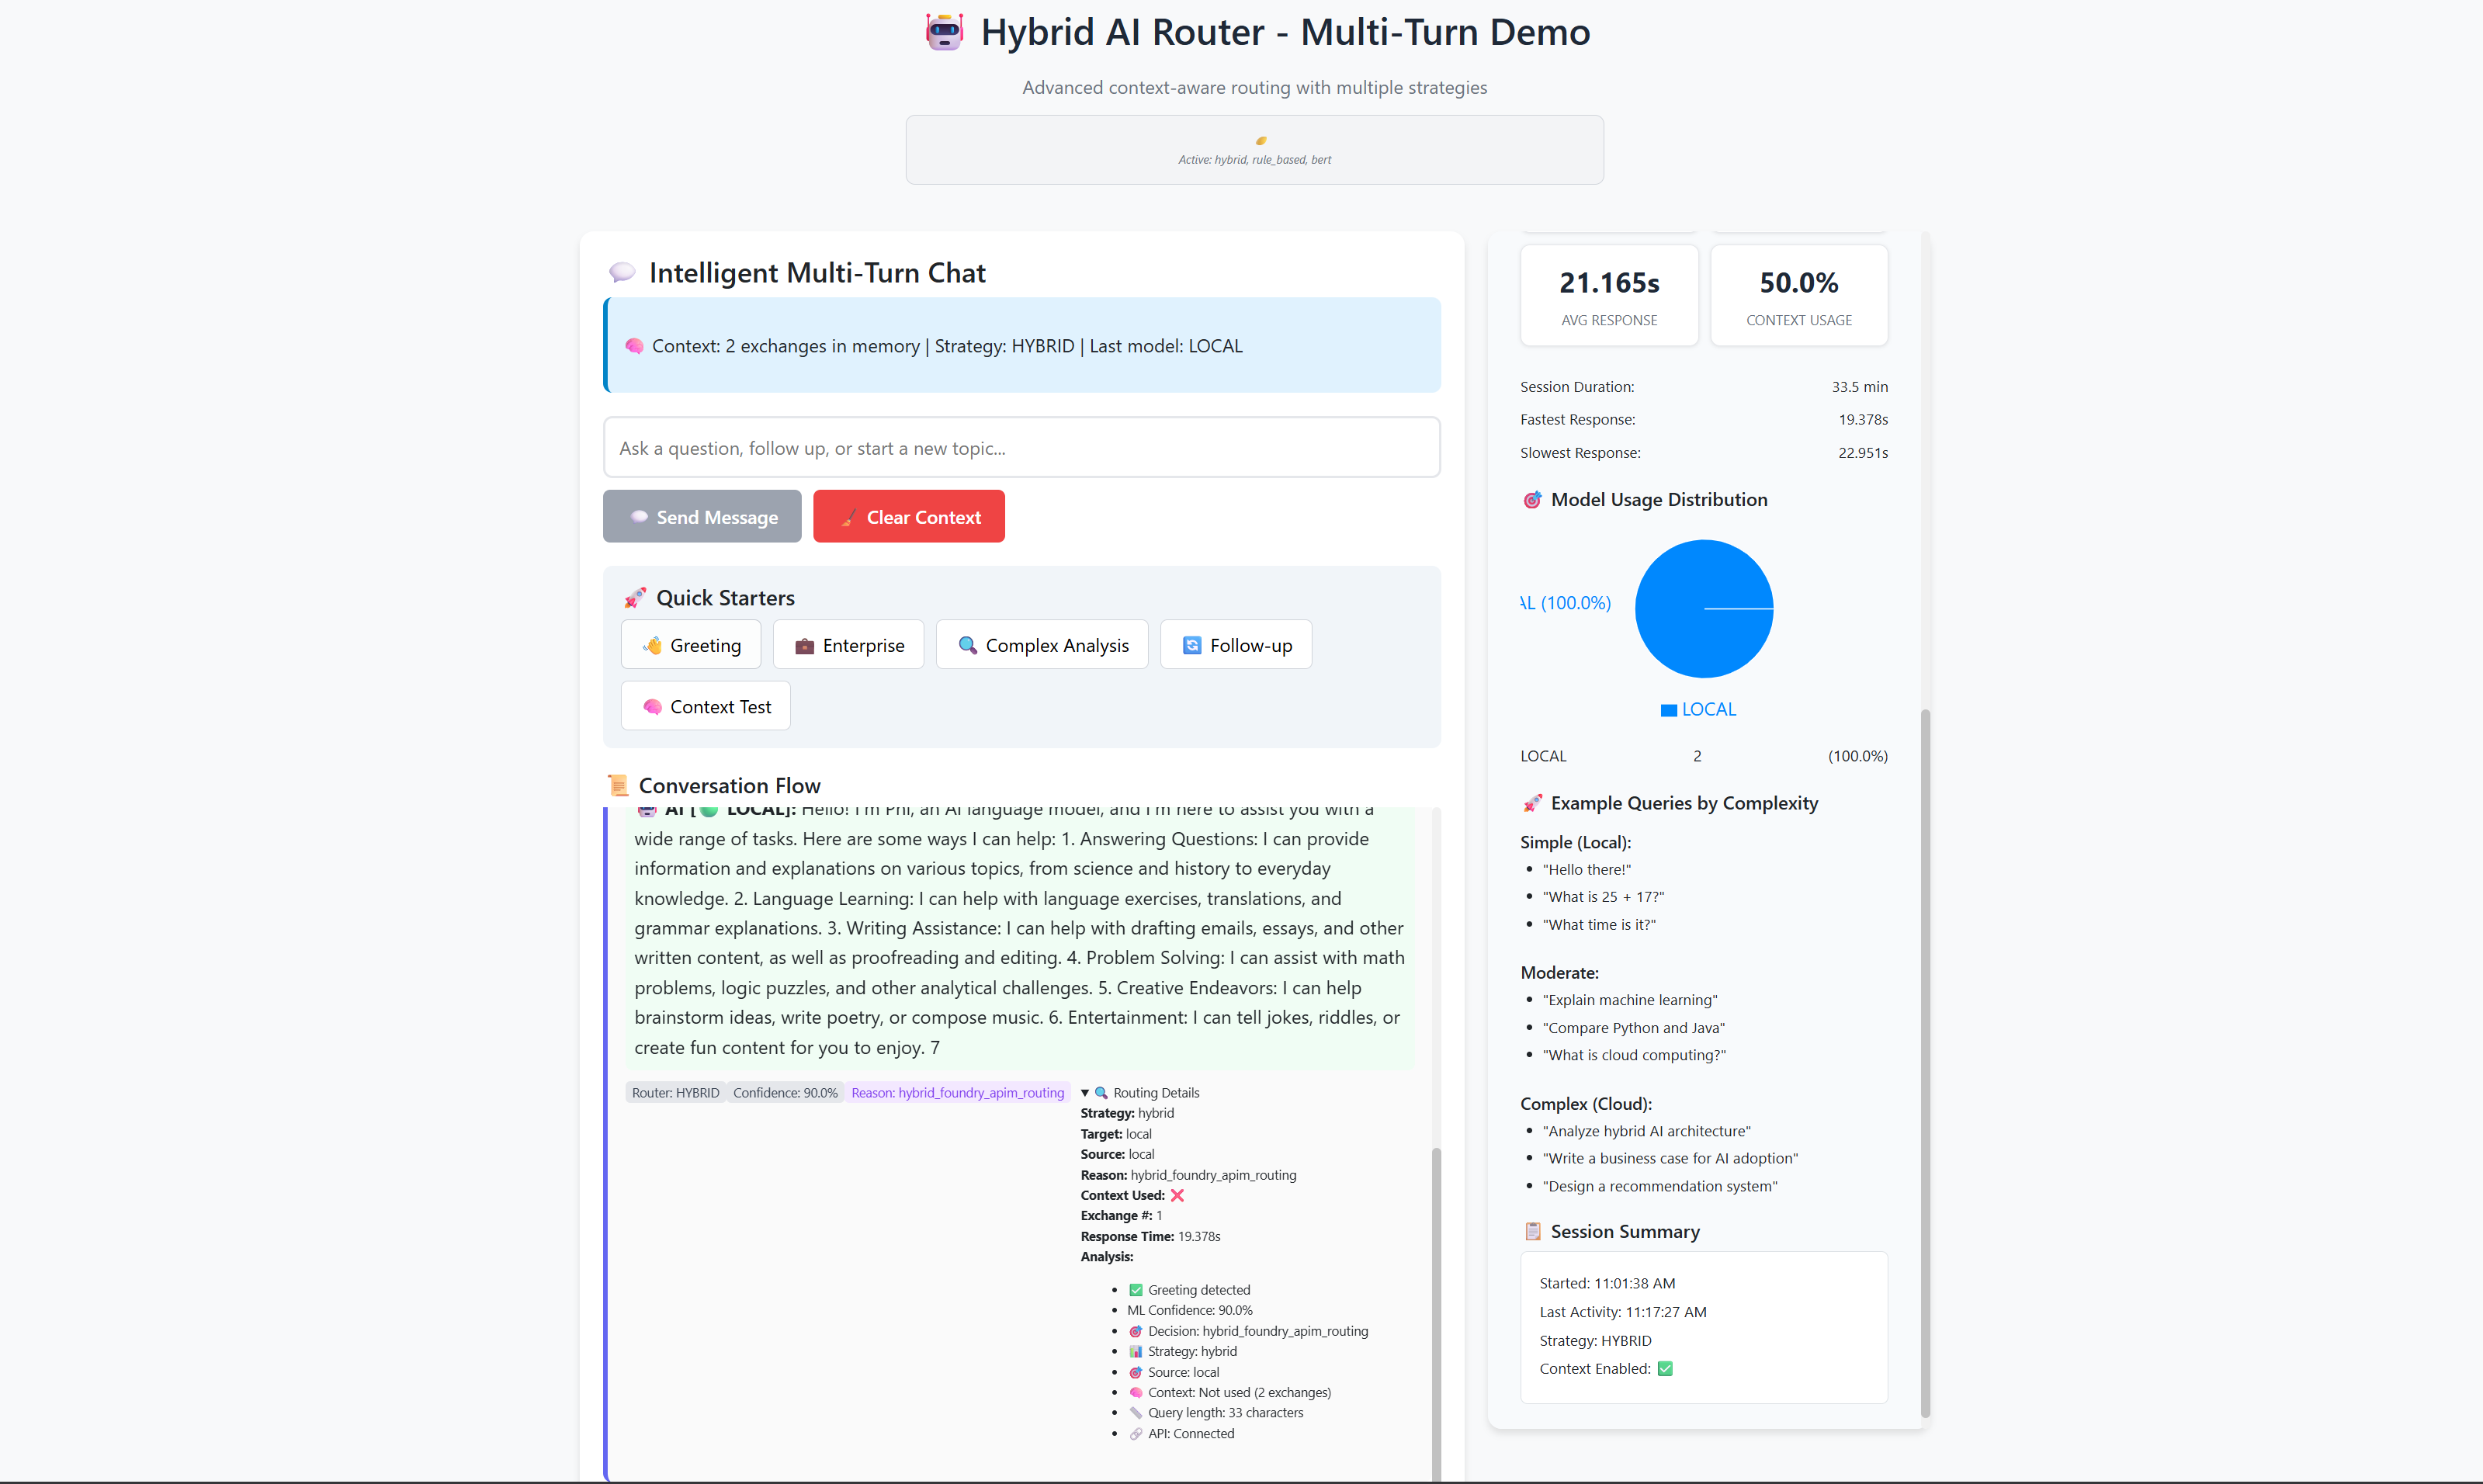 Hybrid AI Router - Multi-Turn Demo
Advanced context-aware routing with multiple strategies
Active: hybrid, rule_based, bert
Intelligent Multi-Turn Chat
Context: 2 exchanges in memory | Strategy: HYBRID | Last model: LOCAL
Ask a question, follow up, or start a new topic...
Send Message
Clear Context
Quick Starters
Greeting
Enterprise
Complex Analysis
Follow-up
Context Test
Conversation Flow
AI [ LOCAL]: Hello! I'm Phi, an AI language model, and I'm here to assist you with a
wide range of tasks. Here are some ways I can help: 1. Answering Questions: I can provide
information and explanations on various topics, from science and history to everyday
knowledge. 2. Language Learning: I can help with language exercises, translations, and
grammar explanations. 3. Writing Assistance: I can help with drafting emails, essays, and other
written content, as well as proofreading and editing. 4. Problem Solving: I can assist with math
problems, logic puzzles, and other analytical challenges. 5. Creative Endeavors: I can help
brainstorm ideas, write poetry, or compose music. 6. Entertainment: I can tell jokes, riddles, or
create fun content for you to enjoy. 7
Router: HYBRID Confidence: 90.0% Reason: hybrid_foundry_apim_routing
▼ Routing Details
Strategy: hybrid
Target: local
Source: local
Reason: hybrid_foundry_apim_routing
Context Used: ❌
Exchange #: 1
Response Time: 19.378s
Analysis:
• ✅ Greeting detected
• ML Confidence: 90.0%
• Decision: hybrid_foundry_apim_routing
• Strategy: hybrid
• Source: local
• Context: Not used (2 exchanges)
• Query length: 33 characters
• API: Connected
21.165s
AVG RESPONSE
50.0%
CONTEXT USAGE
Session Duration: 33.5 min
Fastest Response: 19.378s
Slowest Response: 22.951s
Model Usage Distribution
AL (100.0%)
LOCAL
LOCAL 2 (100.0%)
Example Queries by Complexity
Simple (Local):
• "Hello there!"
• "What is 25 + 17?"
• "What time is it?"
Moderate:
• "Explain machine learning"
• "Compare Python and Java"
• "What is cloud computing?"
Complex (Cloud):
• "Analyze hybrid AI architecture"
• "Write a business case for AI adoption"
• "Design a recommendation system"
Session Summary
Started: 11:01:38 AM
Last Activity: 11:17:27 AM
Strategy: HYBRID
Context Enabled: ✅